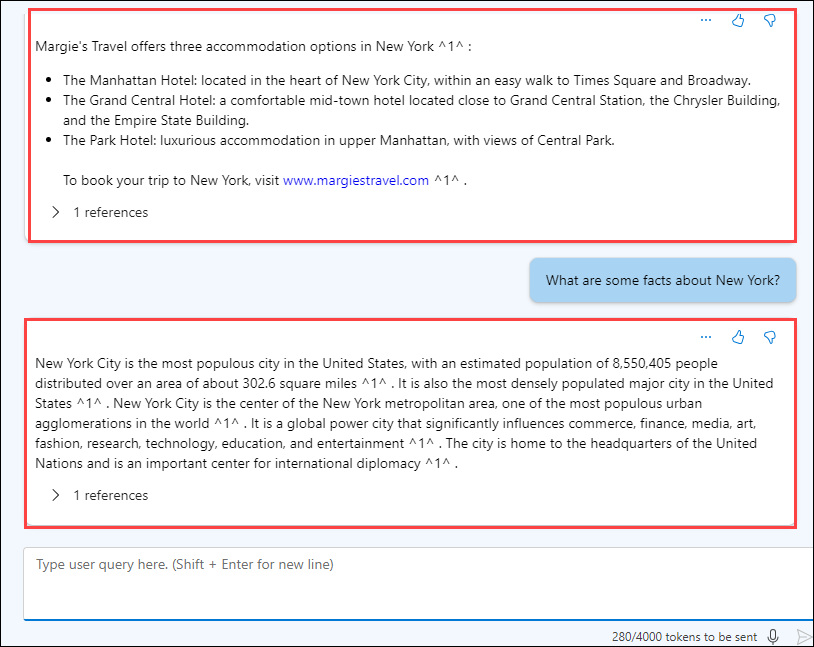 Margie's Travel offers three accommodation options in New York ^1^ :
• The Manhattan Hotel: located in the heart of New York City, within an easy walk to Times Square and Broadway.
• The Grand Central Hotel: a comfortable mid-town hotel located close to Grand Central Station, the Chrysler Building,
and the Empire State Building.
• The Park Hotel: luxurious accommodation in upper Manhattan, with views of Central Park.
To book your trip to New York, visit www.margiestravel.com ^1^ .
1 references
What are some facts about New York?
New York City is the most populous city in the United States, with an estimated population of 8,550,405 people
distributed over an area of about 302.6 square miles ^1^ . It is also the most densely populated major city in the United
States ^1^ . New York City is the center of the New York metropolitan area, one of the most populous urban
agglomerations in the world ^1^ . It is a global power city that significantly influences commerce, finance, media, art,
fashion, research, technology, education, and entertainment ^1^ . The city is home to the headquarters of the United
Nations and is an important center for international diplomacy ^1^ .
1 references
Type user query here. (Shift + Enter for new line)
280/4000 tokens to be sent